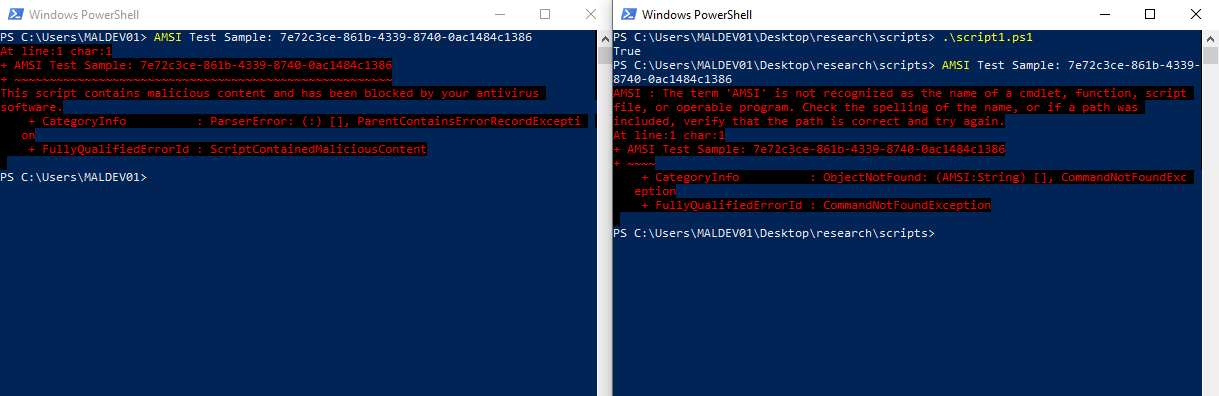 Windows PowerShell
PS C:\Users\MALDEV01> AMSI Test Sample: 7e72c3ce-861b-4339-8740-0ac1484c1386
At line:1 char:1
+ AMSI Test Sample: 7e72c3ce-861b-4339-8740-0ac1484c1386
+ ~~~~~~~~~~~~~~~~~~~~~~~~~~~~~~~~~~~~~~~~~~~~~~~~~~~~~~
This script contains malicious content and has been blocked by your antivirus
software.
+ CategoryInfo : ParserError: (:) [], ParentContainsErrorRecordExcepti
on
+ FullyQualifiedErrorId : ScriptContainedMaliciousContent
PS C:\Users\MALDEV01>
Windows PowerShell
PS C:\Users\MALDEV01\Desktop\research\scripts> .\script1.ps1
True
PS C:\Users\MALDEV01\Desktop\research\scripts> AMSI Test Sample: 7e72c3ce-861b-4339-
8740-0ac1484c1386
AMSI : The term 'AMSI' is not recognized as the name of a cmdlet, function, script
file, or operable program. Check the spelling of the name, or if a path was
included, verify that the path is correct and try again.
At line:1 char:1
+ AMSI Test Sample: 7e72c3ce-861b-4339-8740-0ac1484c1386
+ ~~~~
+ CategoryInfo : ObjectNotFound: (AMSI:String) [], CommandNotFoundExc
eption
+ FullyQualifiedErrorId : CommandNotFoundException
PS C:\Users\MALDEV01\Desktop\research\scripts>